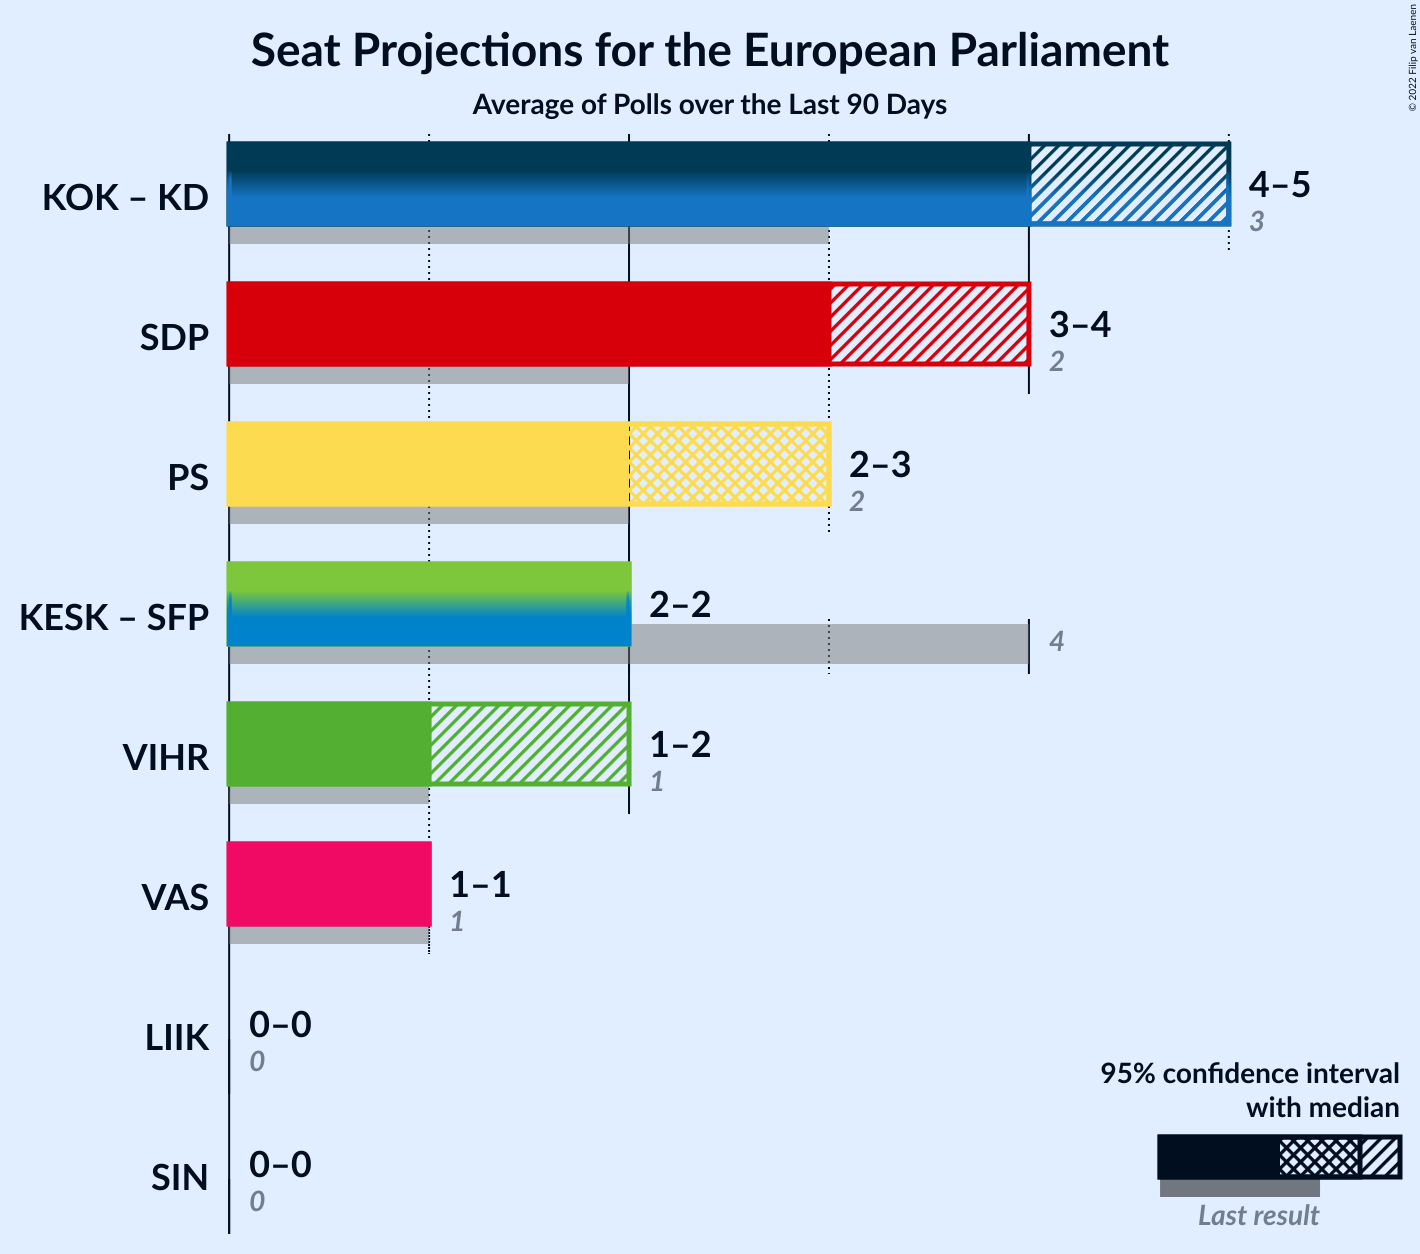 Seat Projections for the European Parliament
Average of Polls over the Last 90 Days
© 2022 Filip van Laenen
KOK – KD
4–5
3
SDP
3–4
2
PS
2–3
2
KESK – SFP
2–2
4
VIHR
1–2
1
VAS
1–1
1
LIIK
0–0
0
SIN
0–0
0
95% confidence interval
with median
Last result